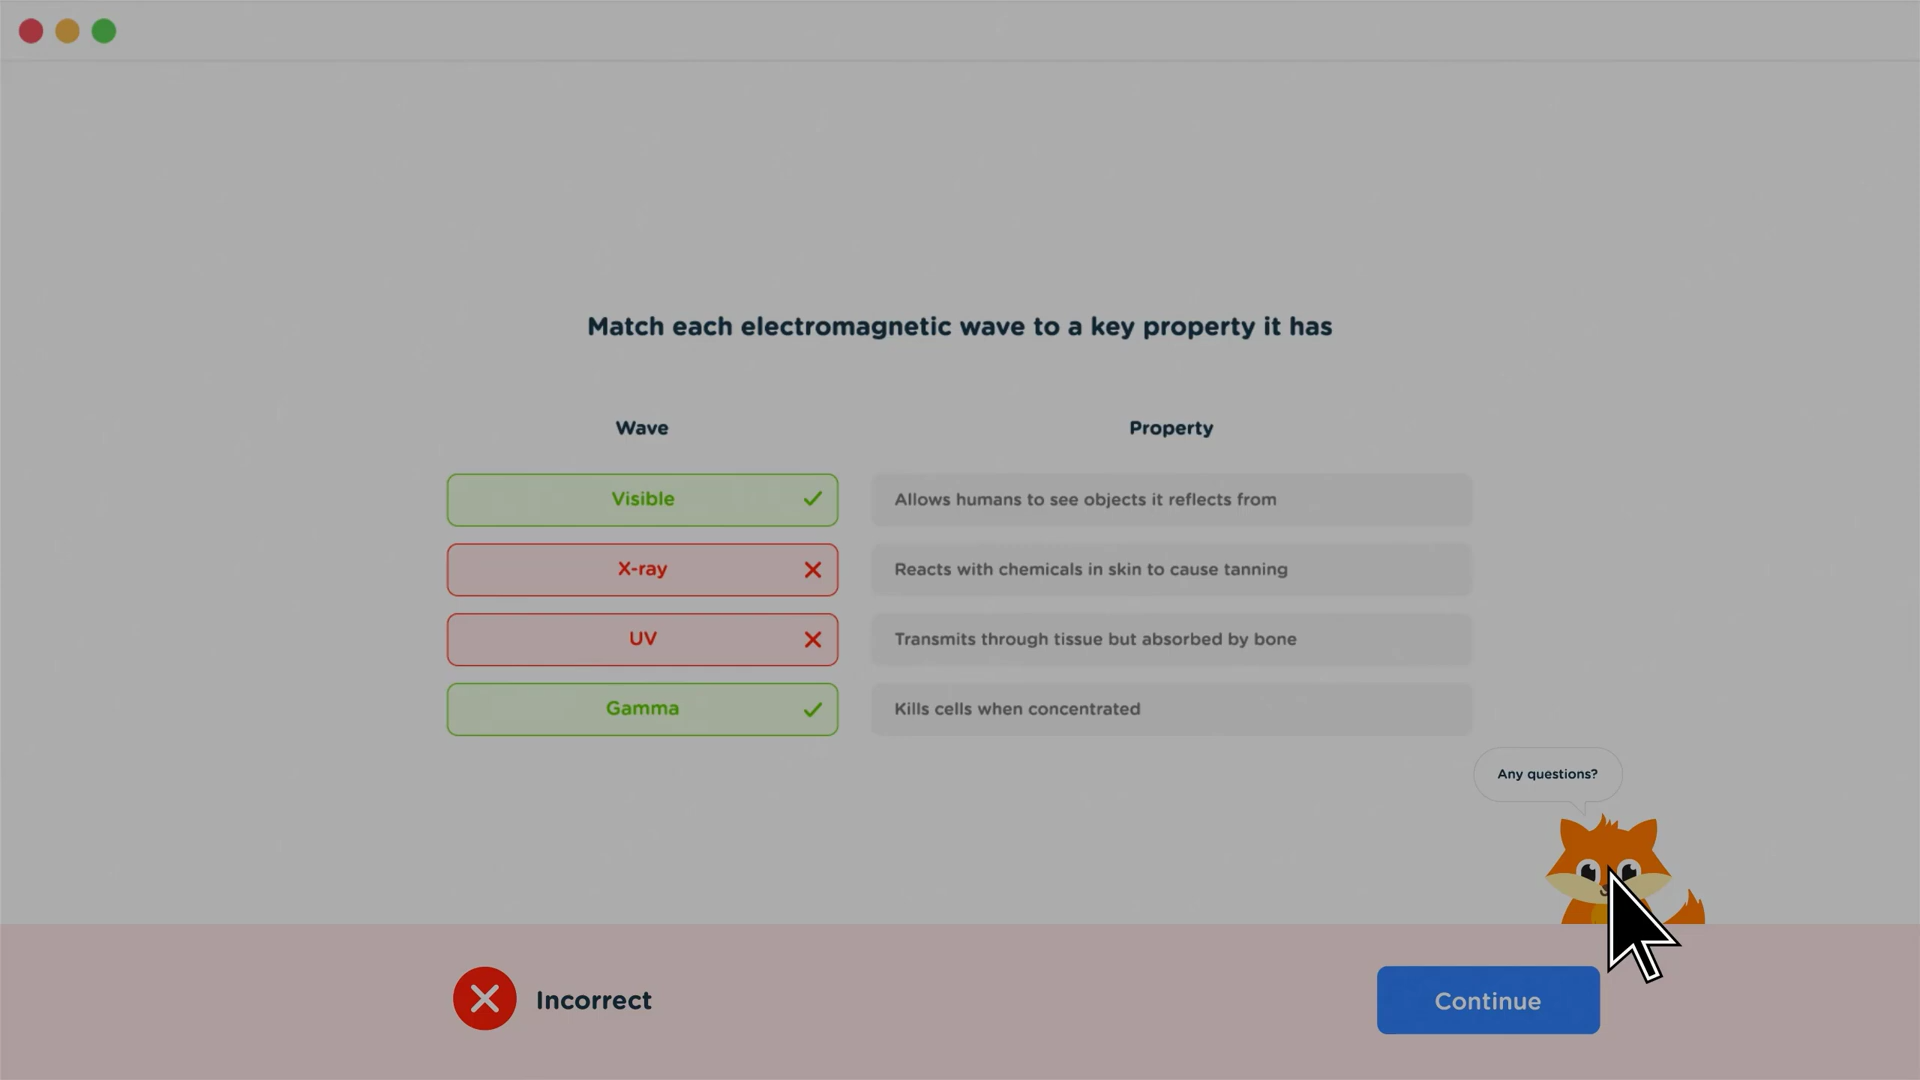 Match each electromagnetic wave to a key property it has
Wave Property
Visible Allows humans to see objects it reflects from
X-ray Reacts with chemicals in skin to cause tanning
UV Transmits through tissue but absorbed by bone
Gamma Kills cells when concentrated
Any questions?
Incorrect Continue